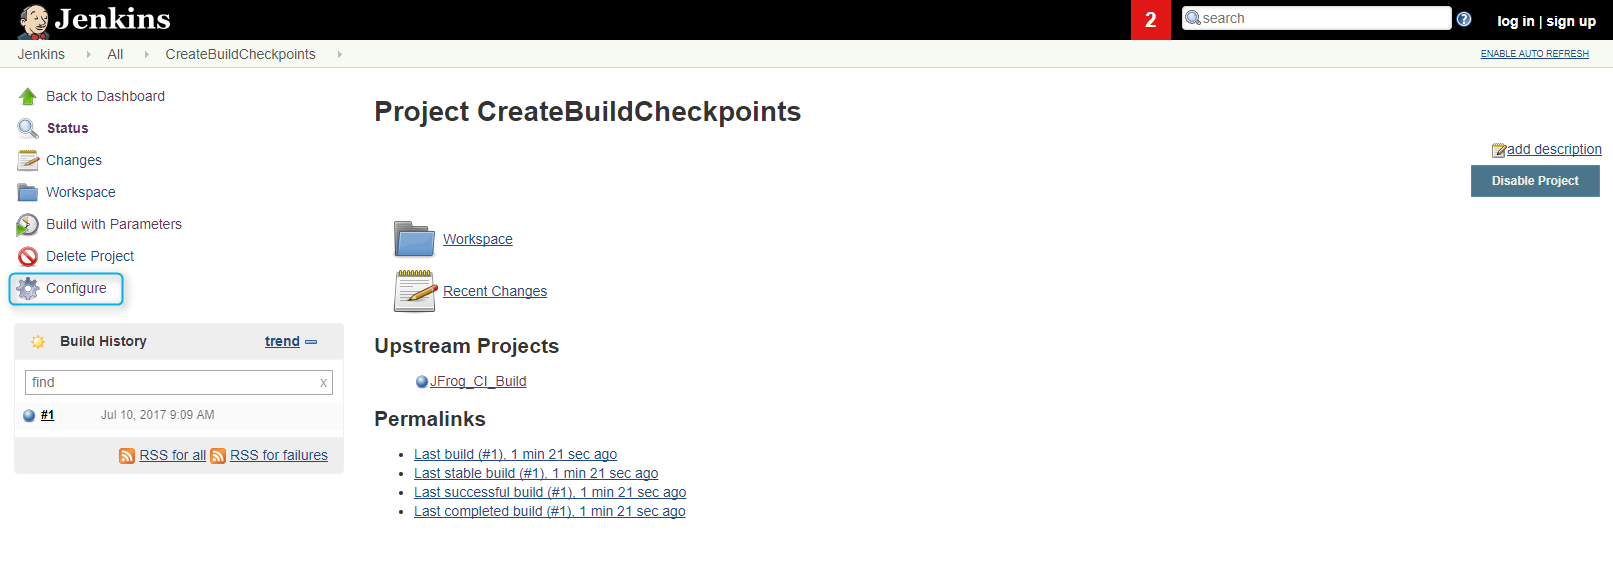 Jenkins
2
search
?
log in | sign up
Jenkins All CreateBuildCheckpoints
ENABLE AUTO REFRESH
Back to Dashboard
Status
Changes
Workspace
Build with Parameters
Delete Project
Configure
Build History trend
find x
#1 Jul 10, 2017 9:09 AM
RSS for all RSS for failures
Project CreateBuildCheckpoints
add description
Disable Project
Workspace
Recent Changes
Upstream Projects
JFrog_CI_Build
Permalinks
Last build (#1), 1 min 21 sec ago
Last stable build (#1), 1 min 21 sec ago
Last successful build (#1), 1 min 21 sec ago
Last completed build (#1), 1 min 21 sec ago